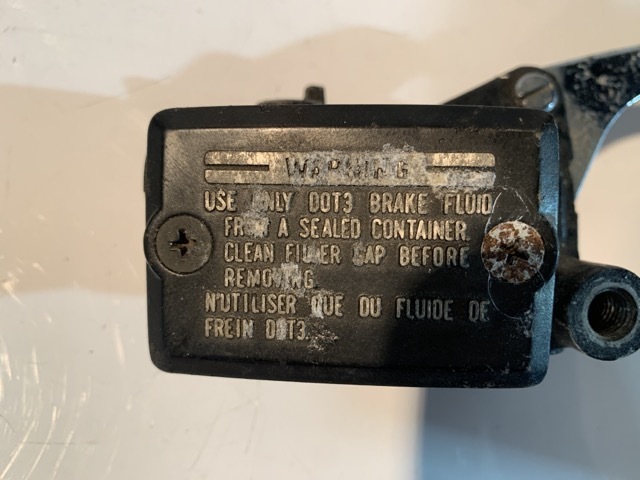 WARNING
USE ONLY DOT3 BRAKE FLUID
FROM A SEALED CONTAINER.
CLEAN FILLER CAP BEFORE
REMOVING.
N'UTILISER QUE DU FLUIDE DE
FREIN DOT3.